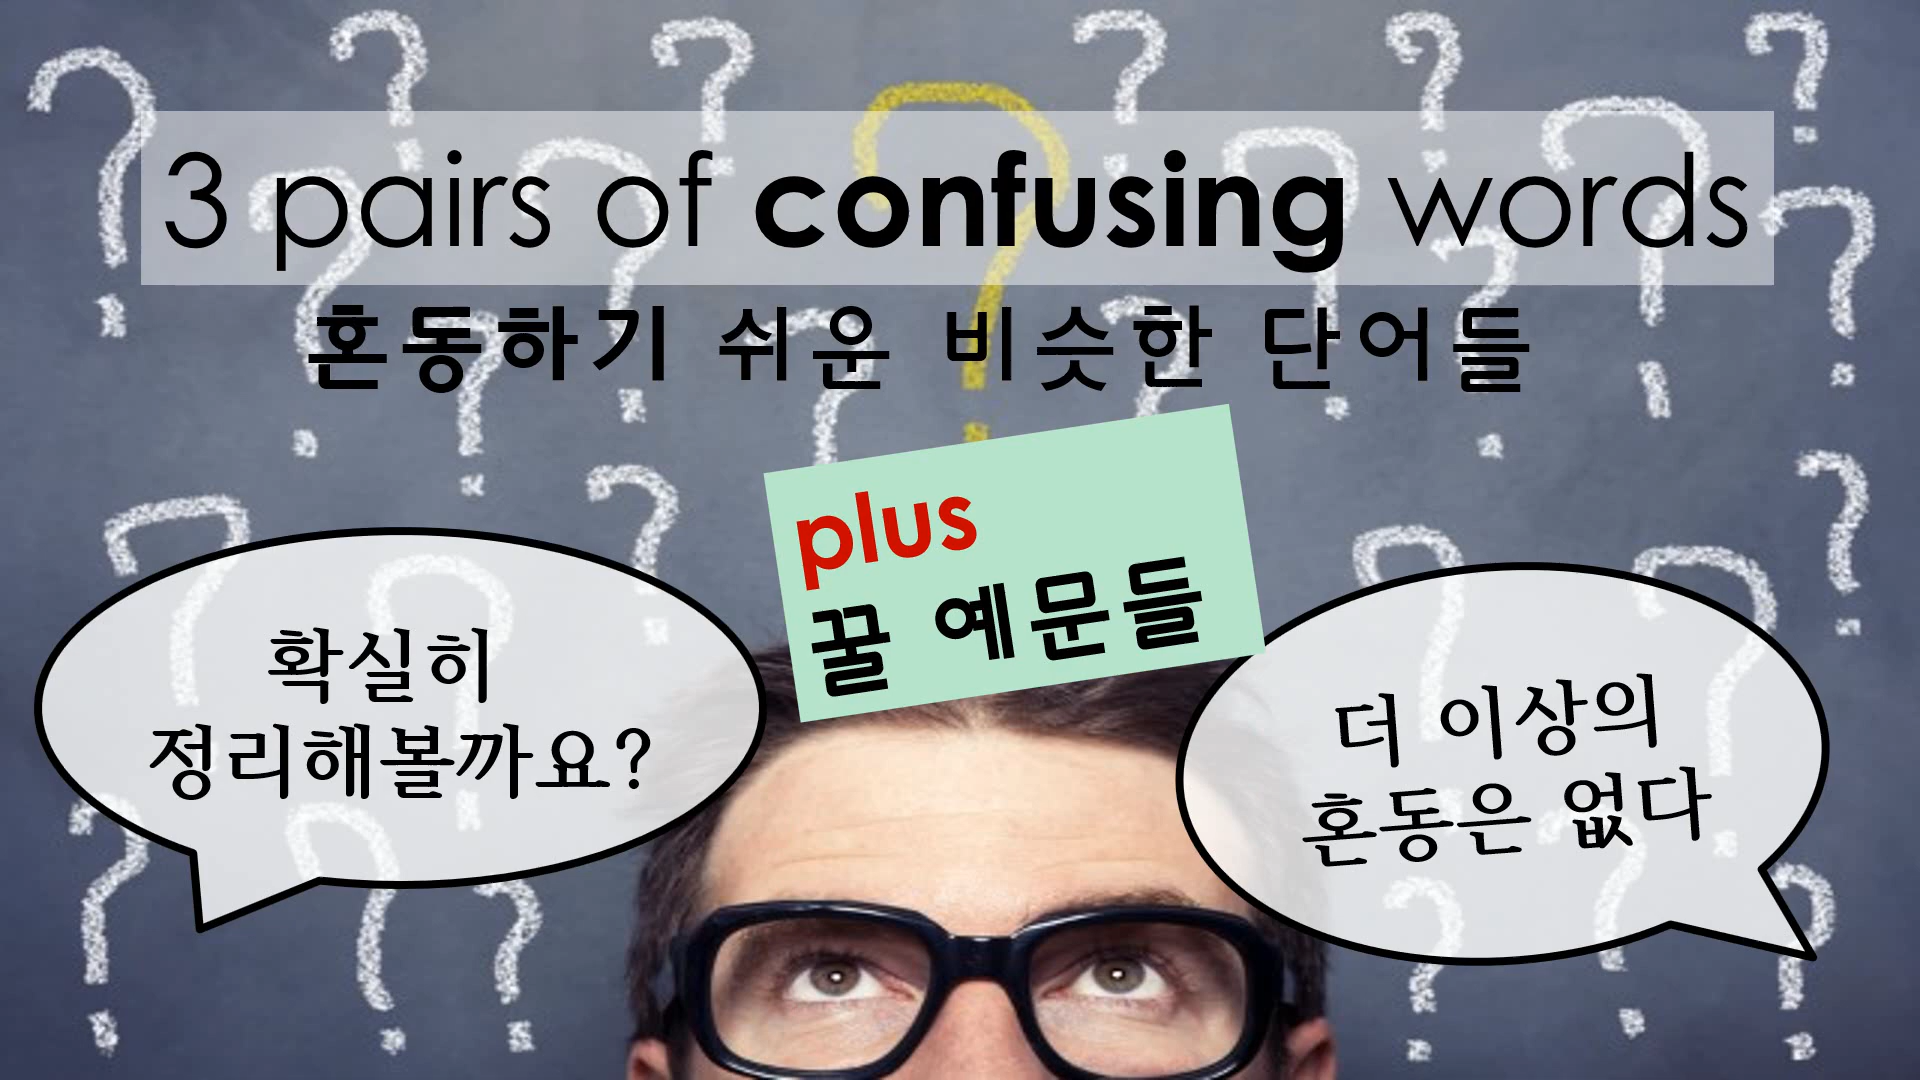 3 pairs of confusing words
혼동하기 쉬운 비슷한 단어들
plus
꿀 예문들
확실히
정리해볼까요?
더 이상의
혼동은 없다